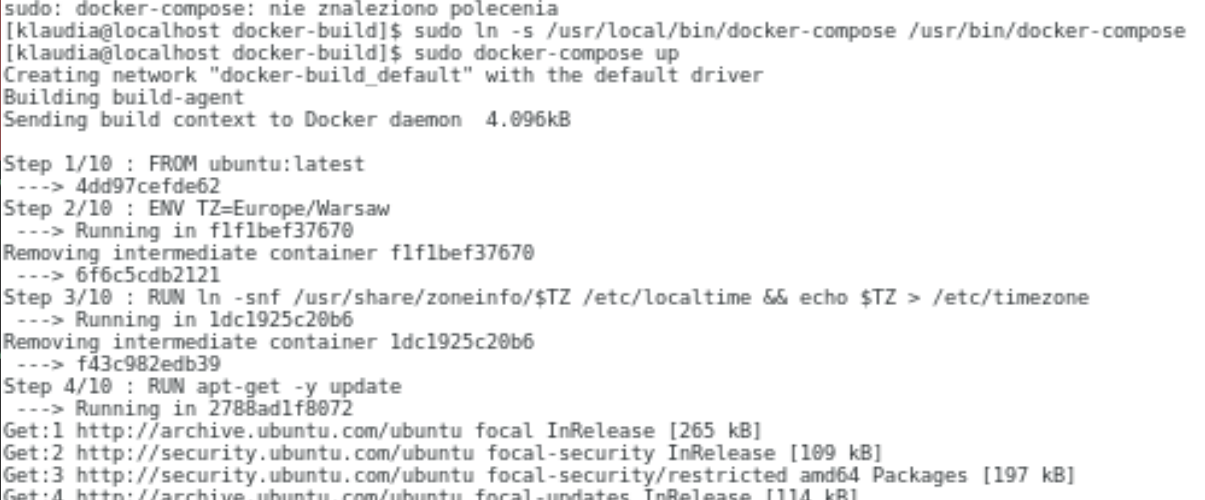 sudo: docker-compose: nie znaleziono polecenia
[klaudia@localhost docker-build]$ sudo ln -s /usr/local/bin/docker-compose /usr/bin/docker-compose
[klaudia@localhost docker-build]$ sudo docker-compose up
Creating network "docker-build_default" with the default driver
Building build-agent
Sending build context to Docker daemon  4.096kB
Step 1/10 : FROM ubuntu:latest
 ---> 4dd97cefde62
Step 2/10 : ENV TZ=Europe/Warsaw
 ---> Running in f1f1bef37670
Removing intermediate container f1f1bef37670
 ---> 6f6c5cdb2121
Step 3/10 : RUN ln -snf /usr/share/zoneinfo/$TZ /etc/localtime && echo $TZ > /etc/timezone
 ---> Running in 1dc1925c20b6
Removing intermediate container 1dc1925c20b6
 ---> f43c982edb39
Step 4/10 : RUN apt-get -y update
 ---> Running in 2788ad1f8072
Get:1 http://archive.ubuntu.com/ubuntu focal InRelease [265 kB]
Get:2 http://security.ubuntu.com/ubuntu focal-security InRelease [109 kB]
Get:3 http://security.ubuntu.com/ubuntu focal-security/restricted amd64 Packages [197 kB]
Get:4 http://archive.ubuntu.com/ubuntu focal-updates InRelease [114 kB]